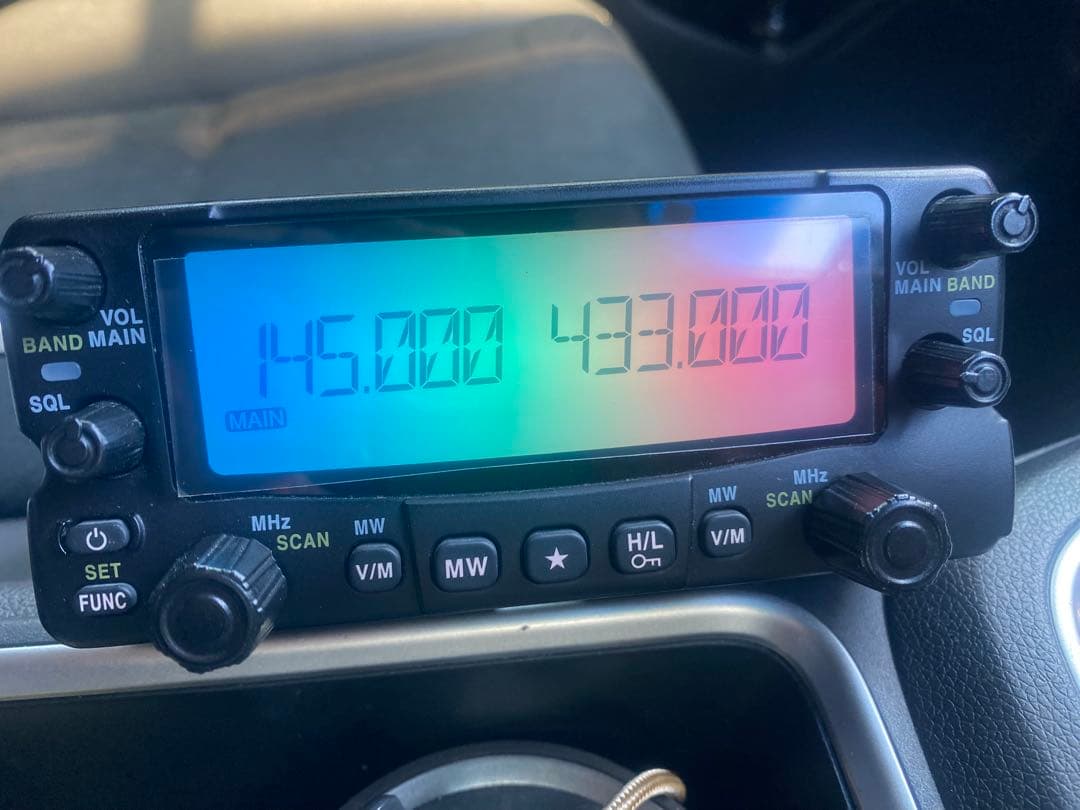 145.000 433.000
MAIN
VOL
BAND MAIN
SQL
VOL
MAIN BAND
SQL
SET
FUNC
MHz
SCAN
MW
V/M
MW
★
H/L
MW
V/M
MHz
SCAN